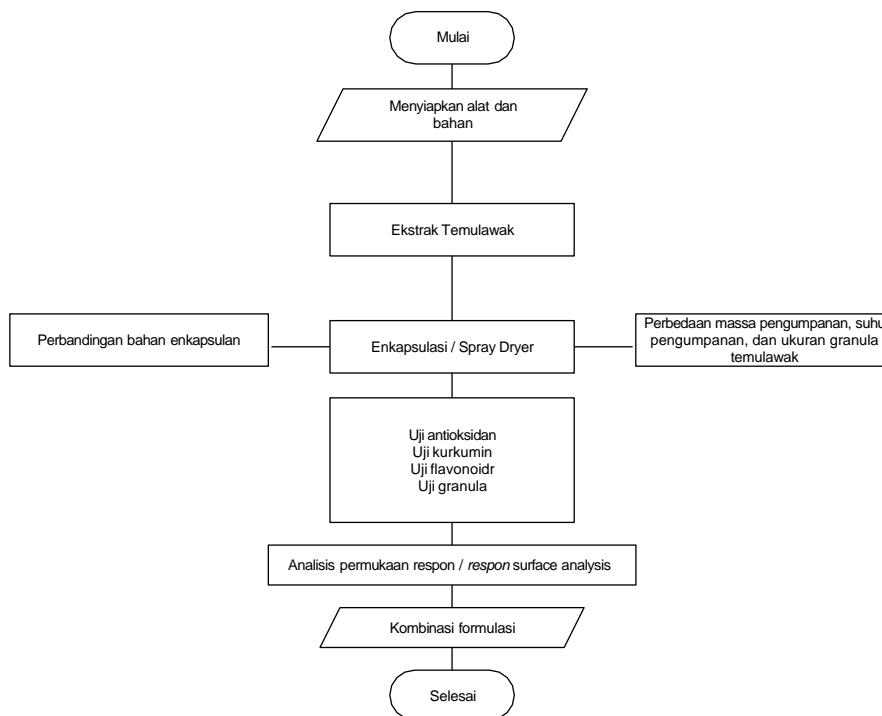 Mulai
Menyiapkan alat dan
bahan
Ekstrak Temulawak
Perbandingan bahan enkapsulan
Enkapsulasi / Spray Dryer
Perbedaan massa pengumpanan, suhu
pengumpanan, dan ukuran granula
temulawak
Uji antioksidan
Uji kurkumin
Uji flavonoidr
Uji granula
Analisis permukaan respon / respon surface analysis
Kombinasi formulasi
Selesai